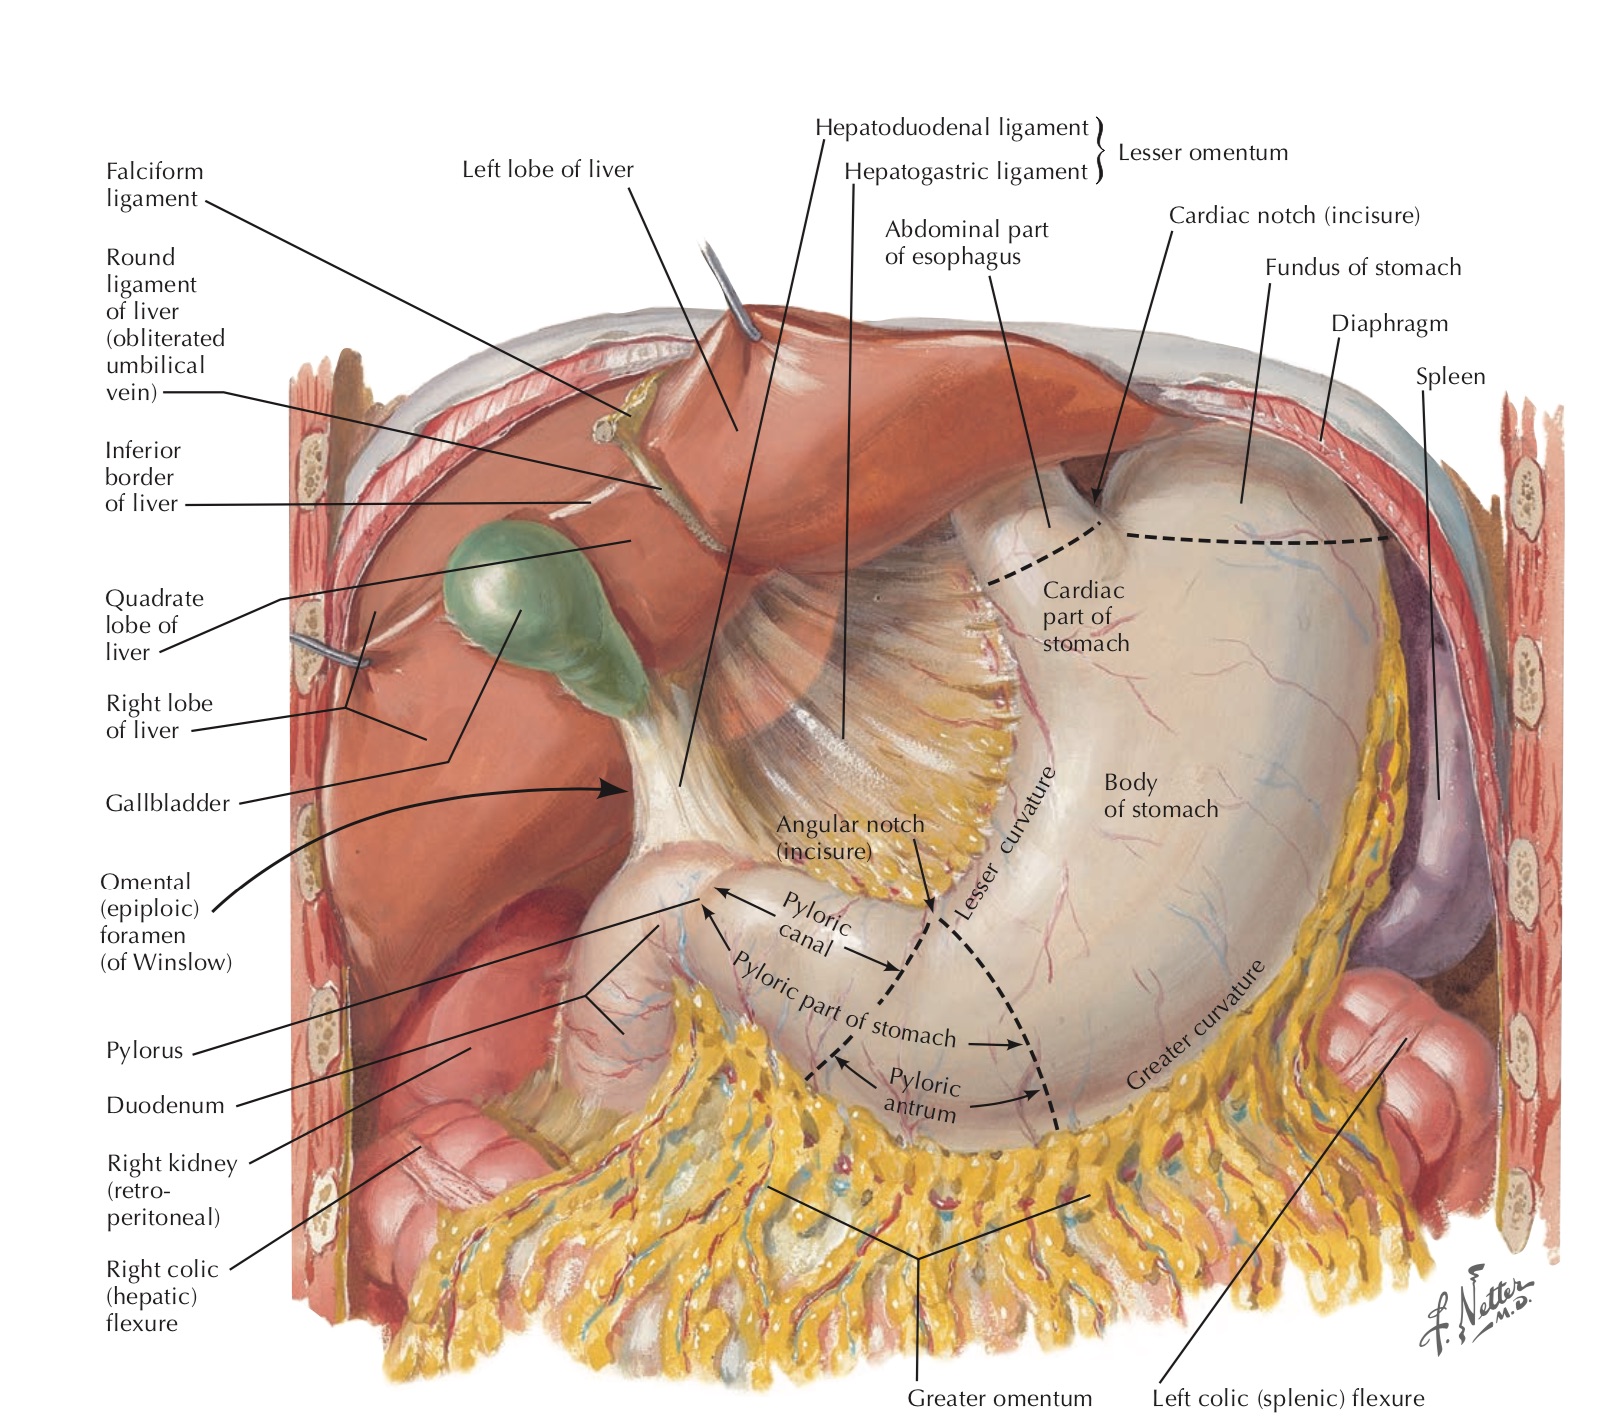 Hepatoduodenal ligament
Hepatogastric ligament
Lesser omentum
Falciform
ligament
Left lobe of liver
Abdominal part
of esophagus
Cardiac notch (incisure)
Fundus of stomach
Diaphragm
Spleen
Round
ligament
of liver
(obliterated
umbilical
vein)
Inferior
border
of liver
Quadrate
lobe of
liver
Right lobe
of liver
Gallbladder
Omental
(epiploic)
foramen
(of Winslow)
Pylorus
Duodenum
Right kidney
(retro-
peritoneal)
Right colic
(hepatic)
flexure
Cardiac
part of
stomach
Body
of stomach
Angular notch
(incisure)
Lesser curvature
Pyloric
canal
Pyloric part of stomach
Pyloric
antrum
Greater curvature
Greater omentum
Left colic (splenic) flexure
F. Netter
M.D.